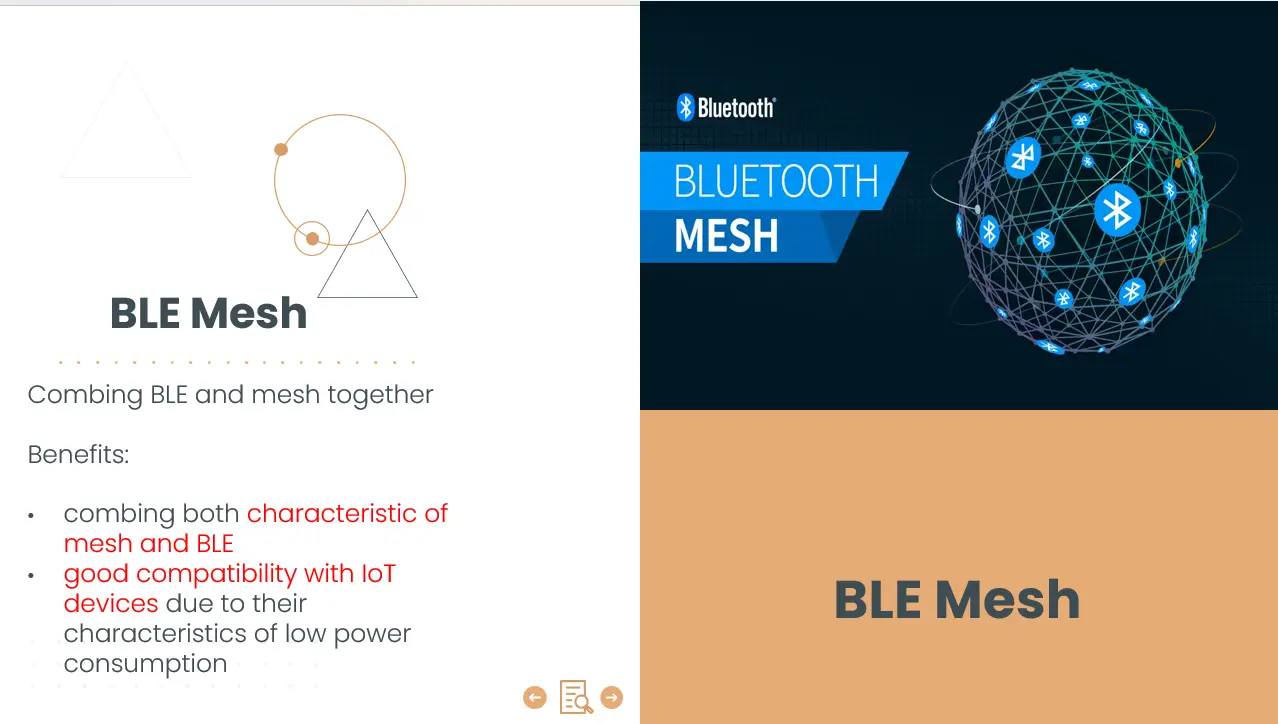 BLE Mesh
Combing BLE and mesh together
Benefits:
• combing both characteristic of
mesh and BLE
• good compatibility with IoT
devices due to their
characteristics of low power
consumption
Bluetooth®
BLUETOOTH
MESH
BLE Mesh